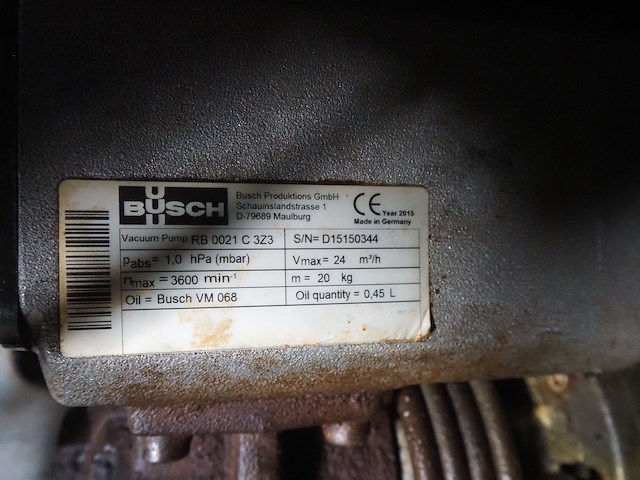 BUSCH
Busch Produktions GmbH
Schauinslandstrasse 1
D-79689 Maulburg
CE Year 2015
Made in Germany
Vacuum Pump RB 0021 C 3Z3 S/N= D15150344
Pabs= 1,0 hPa (mbar) Vmax= 24 m³/h
nmax= 3600 min⁻¹ m = 20 kg
Oil = Busch VM 068 Oil quantity = 0,45 L